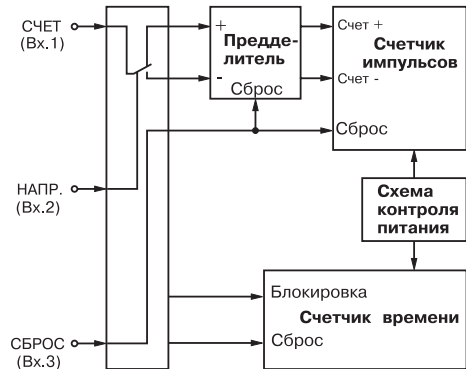 СЧЕТ
(Вх.1)
НАПР.
(Вх.2)
СБРОС
(Вх.3)
+
-
Предде-
литель
Сброс
Счет +
Счет -
Счетчик
импульсов
Сброс
Схема
контроля
питания
Блокировка
Счетчик времени
Сброс